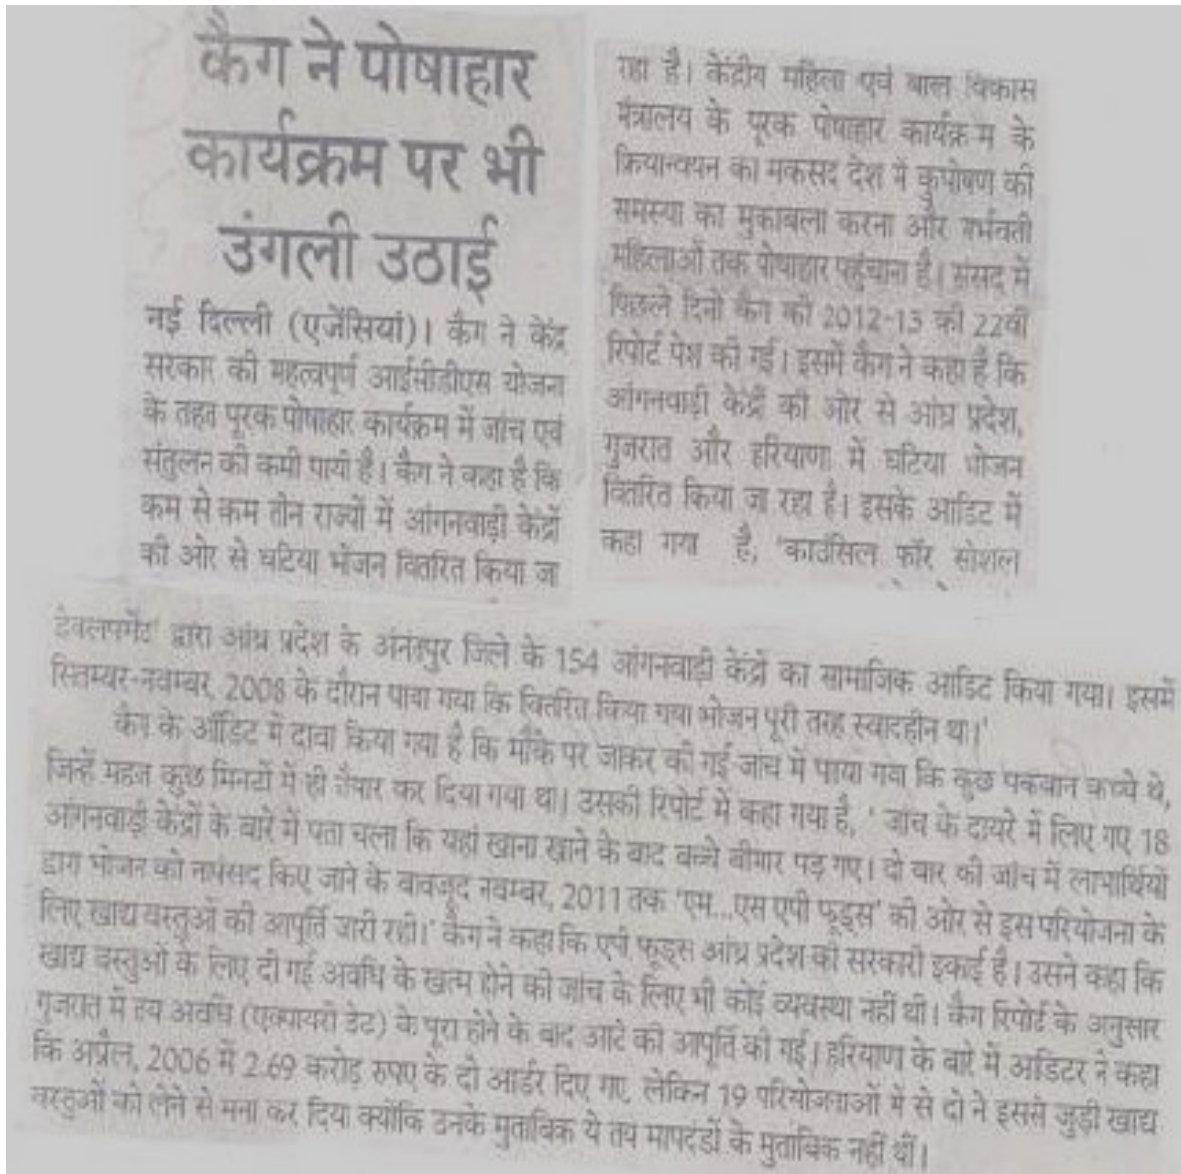 कैग ने पोषाहार
कार्यक्रम पर भी
उंगली उठाई
नई दिल्ली (एजेंसियां)। कैग ने केंद्र
सरकार की महत्वपूर्ण आईसीडीएस योजना
के तहत पूरक पोषाहार कार्यक्रम में जांच एवं
संतुलन की कमी पायी है। कैग ने कहा है कि
कम से कम तीन राज्यों में आंगनवाड़ी केंद्रों
की ओर से घटिया भोजन वितरित किया जा
रहा है। केंद्रीय महिला एवं बाल विकास
मंत्रालय के पूरक पोषाहार कार्यक्रम के
क्रियान्वयन का मकसद देश में कुपोषण की
समस्या का मुकाबला करना और गर्भवती
महिलाओं तक पोषाहार पहुंचाना है। संसद में
पिछले दिनों कैग की 2012-13 की 22वीं
रिपोर्ट पेश की गई। इसमें कैग ने कहा है कि
आंगनवाड़ी केंद्रों की ओर से आंध्र प्रदेश,
गुजरात और हरियाणा में घटिया भोजन
वितरित किया जा रहा है। इसके आडिट में
कहा गया है, 'काउंसिल फॉर सोशल
डेवलपमेंट' द्वारा आंध्र प्रदेश के अनंतपुर जिले के 154 आंगनवाड़ी केंद्रों का सामाजिक आडिट किया गया। इसमें
सितम्बर-नवम्बर, 2008 के दौरान पाया गया कि वितरित किया गया भोजन पूरी तरह स्वादहीन था।'
कैग के ऑडिट में दावा किया गया है कि मौके पर जाकर की गई जांच में पाया गया कि कुछ पकवान कच्चे थे,
जिन्हें महज कुछ मिनटों में ही तैयार कर दिया गया था। उसकी रिपोर्ट में कहा गया है, ' जांच के दायरे में लिए गए 18
आंगनवाड़ी केंद्रों के बारे में पता चला कि यहां खाना खाने के बाद बच्चे बीमार पड़ गए। दो बार की जांच में लाभार्थियों
द्वारा भोजन को नापसंद किए जाने के बावजूद नवम्बर, 2011 तक 'एम...एस एपी फूड्स' की ओर से इस परियोजना के
लिए खाद्य वस्तुओं की आपूर्ति जारी रही।' कैग ने कहा कि एपी फूड्स आंध्र प्रदेश की सरकारी इकाई है। उसने कहा कि
खाद्य वस्तुओं के लिए दी गई अवधि के खत्म होने की जांच के लिए भी कोई व्यवस्था नहीं थी। कैग रिपोर्ट के अनुसार
गुजरात में तय अवधि (एक्सपायरी डेट) के पूरा होने के बाद आटे की आपूर्ति की गई। हरियाणा के बारे में आडिटर ने कहा
कि अप्रैल, 2006 में 2.69 करोड़ रुपए के दो आर्डर दिए गए, लेकिन 19 परियोजनाओं में से दो ने इससे जुड़ी खाद्य
वस्तुओं को लेने से मना कर दिया क्योंकि उनके मुताबिक ये तय मापदंडों के मुताबिक नहीं थीं।